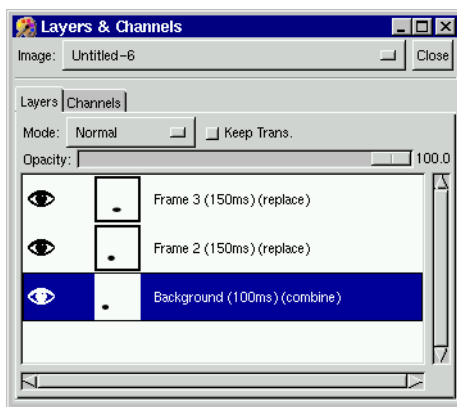 Layers & Channels
Image: Untitled-6 Close
Layers Channels
Mode: Normal Keep Trans.
Opacity: 100.0
Frame 3 (150ms) (replace)
Frame 2 (150ms) (replace)
Background (100ms) (combine)